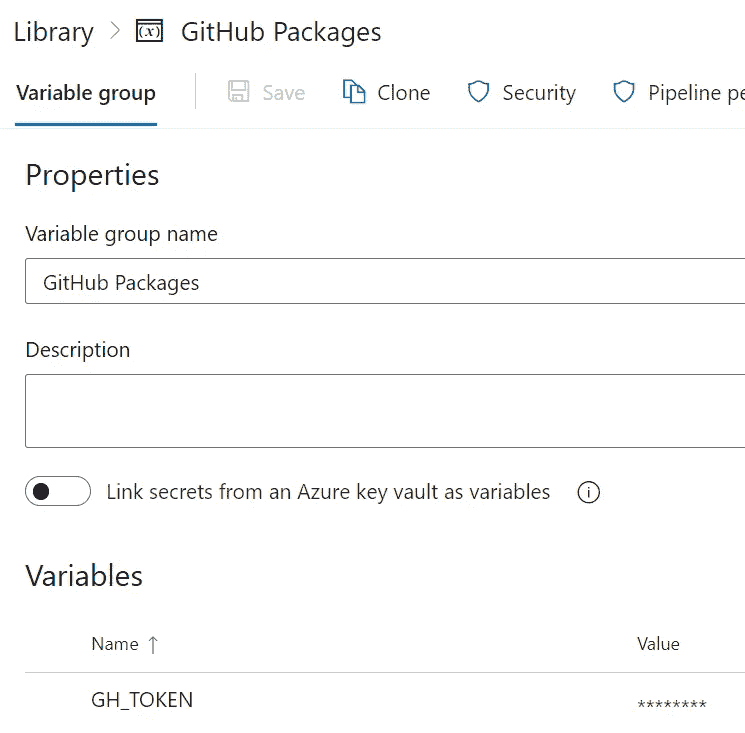 Library > (x) GitHub Packages
Variable group Save Clone Security Pipeline pe
Properties
Variable group name
GitHub Packages
Description
Link secrets from an Azure key vault as variables i
Variables
Name ↑ Value
GH_TOKEN ********